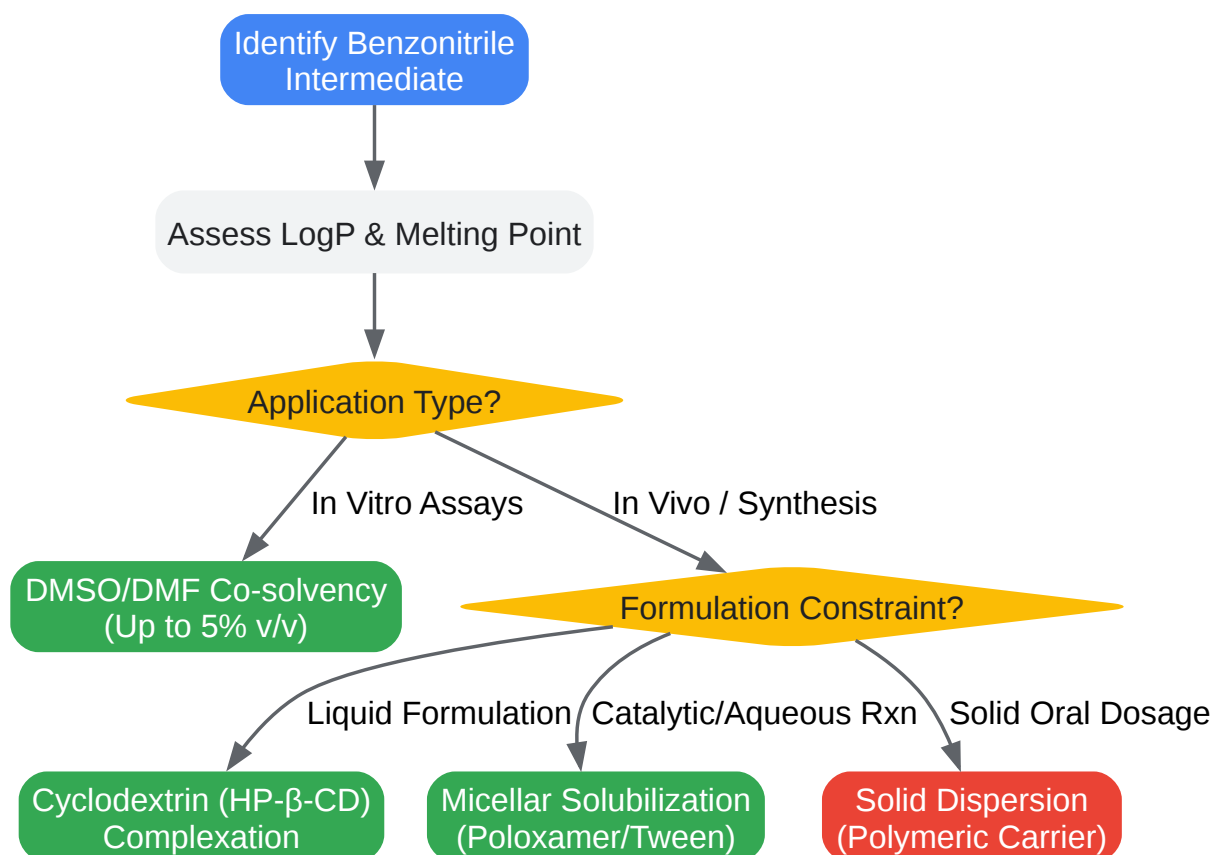 Identify Benzonitrile
Intermediate
Assess LogP & Melting Point
Application Type?
In Vitro Assays
In Vivo / Synthesis
DMSO/DMF Co-solvency
(Up to 5% v/v)
Formulation Constraint?
Liquid Formulation
Catalytic/Aqueous Rxn
Solid Oral Dosage
Cyclodextrin (HP-β-CD)
Complexation
Micellar Solubilization
(Poloxamer/Tween)
Solid Dispersion
(Polymeric Carrier)